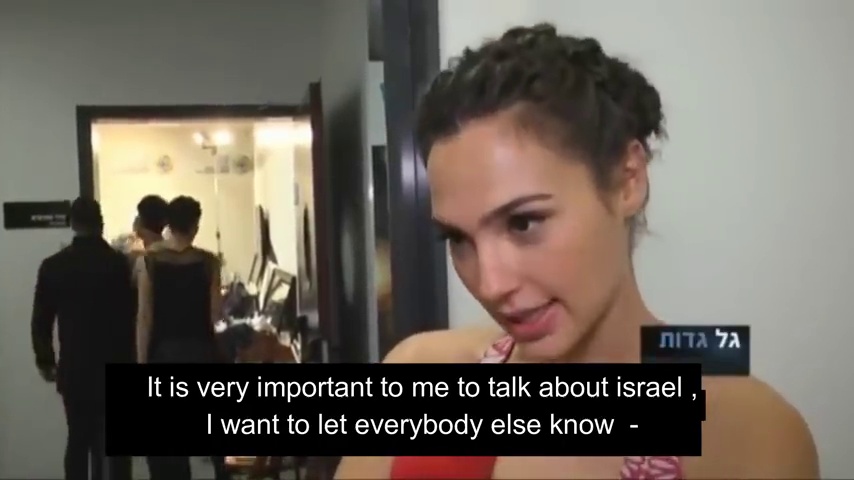 גל גדות
It is very important to me to talk about israel ,
I want to let everybody else know -